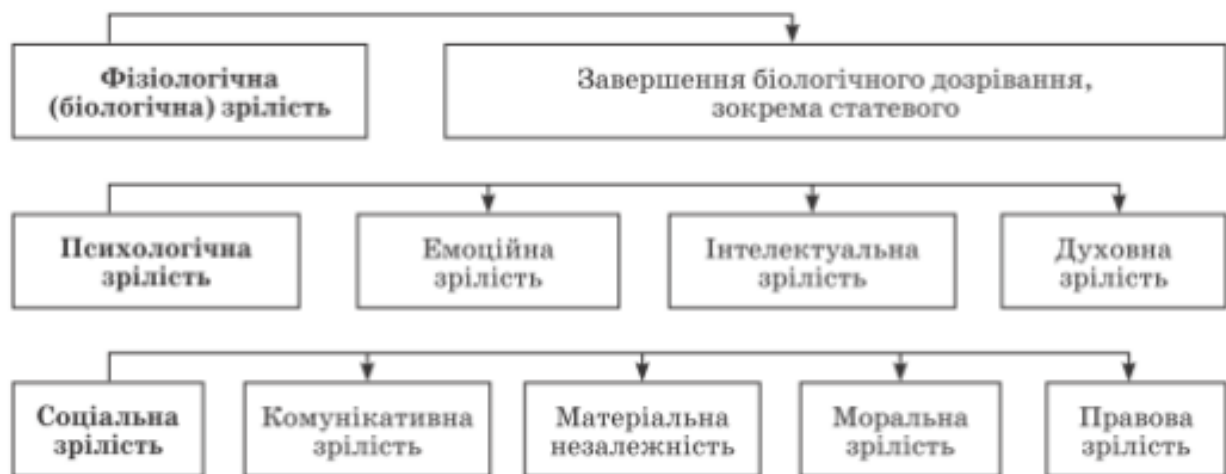 Фізіологічна
(біологічна) зрілість
Завершення біологічного дозрівання,
зокрема статевого
Психологічна
зрілість
Емоційна
зрілість
Інтелектуальна
зрілість
Духовна
зрілість
Соціальна
зрілість
Комунікативна
зрілість
Матеріальна
незалежність
Моральна
зрілість
Правова
зрілість